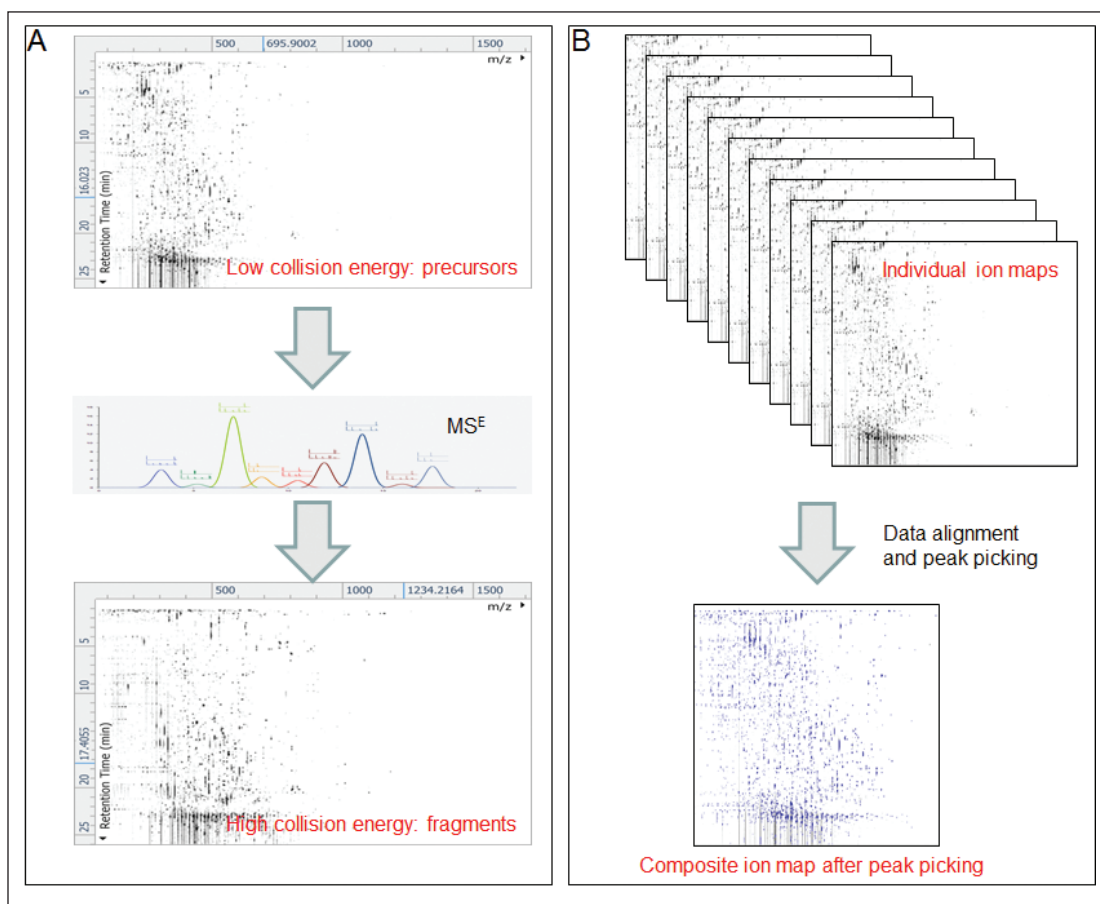 A
500 695.9002 1000 1500
m/z
5
10
16.023
20
25
Retention Time (min)
Low collision energy: precursors
MSᴱ
500 1000 1234.2164 1500
m/z
5
10
17.4055
20
25
Retention Time (min)
High collision energy: fragments
B
Individual ion maps
Data alignment
and peak picking
Composite ion map after peak picking